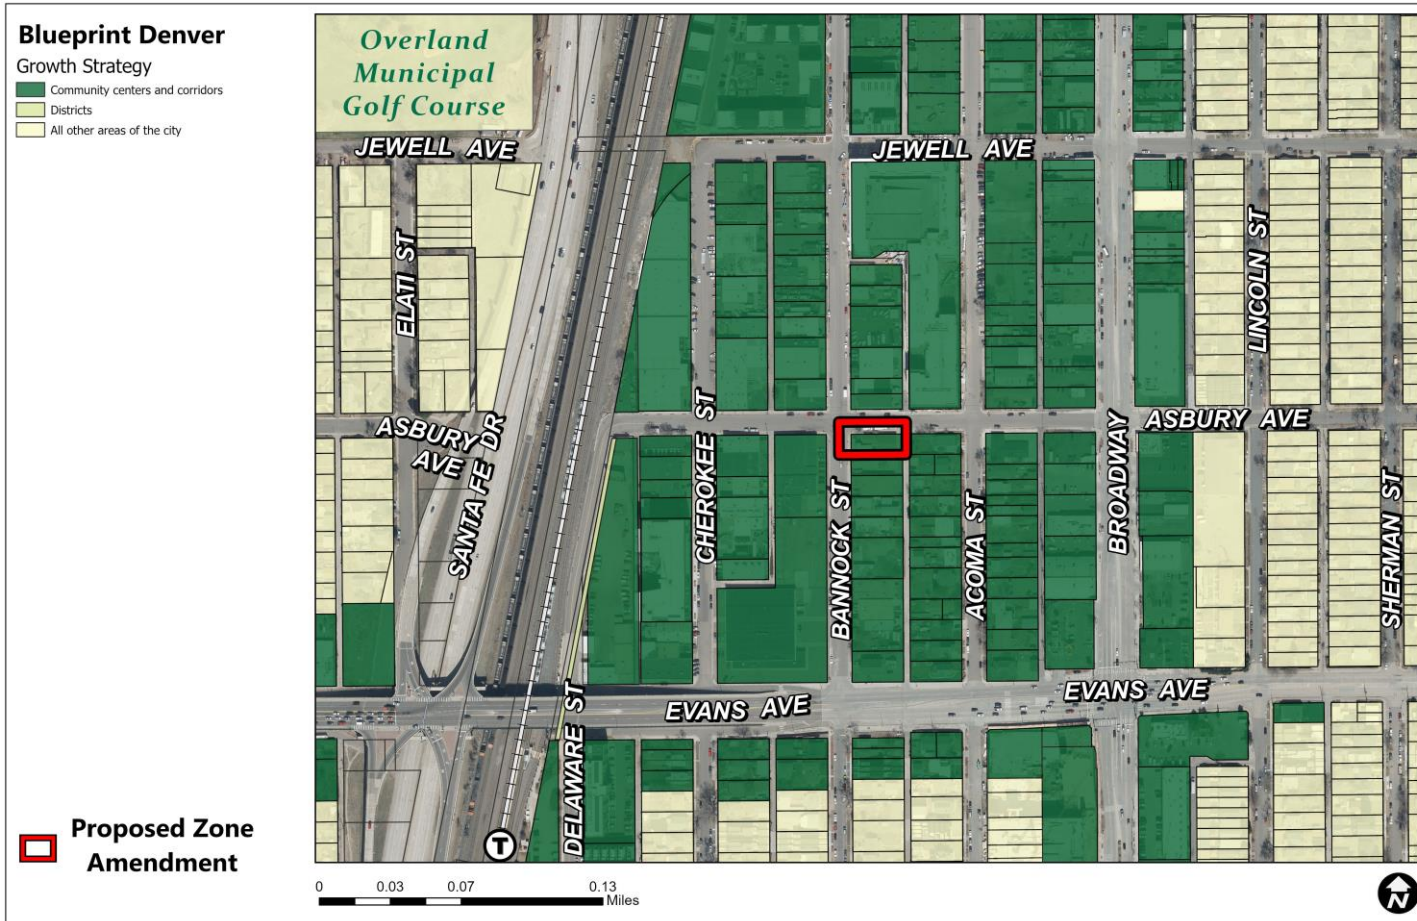 Blueprint Denver
Growth Strategy
Community centers and corridors
Districts
All other areas of the city
Overland
Municipal
Golf Course
JEWELL AVE
JEWELL AVE
ELATI ST
LINCOLN ST
ASBURY
AVE
SANTA FE DR
CHEROKEE ST
BANNOCK ST
ACOMA ST
BROADWAY
ASBURY AVE
SHERMAN ST
EVANS AVE
EVANS AVE
DELAWARE ST
T
Proposed Zone
Amendment
0 0.03 0.07 0.13
Miles
N